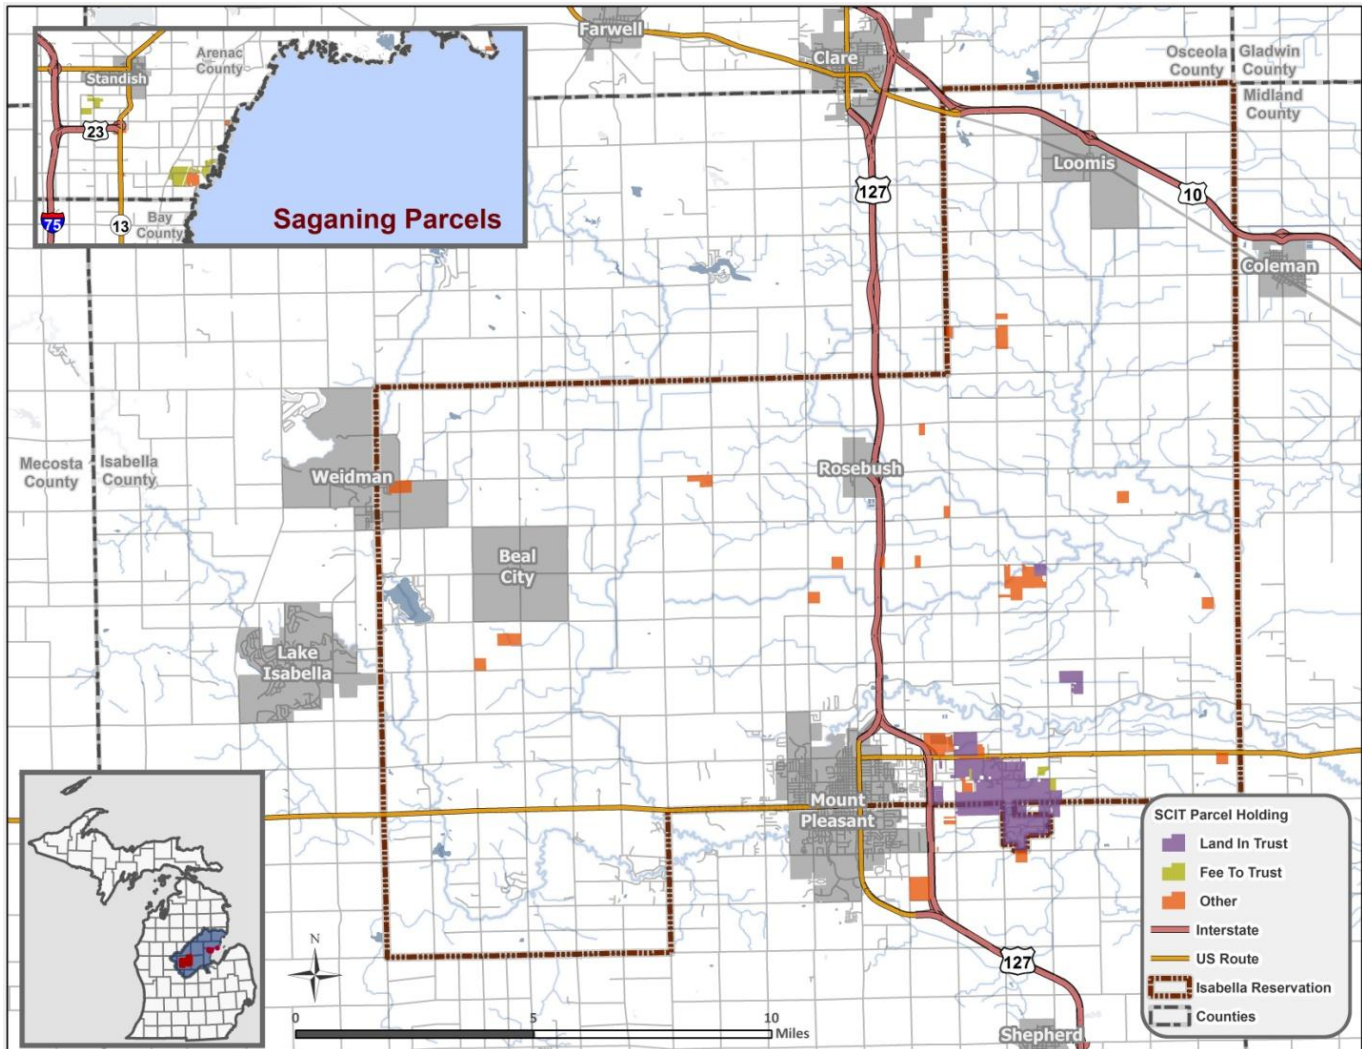 Farwell
Clare
Osceola
County
Gladwin
County
Midland
County
Arenac
County
Standish
23
75
13
Bay
County
Saganing Parcels
127
Loomis
10
Coleman
Mecosta
County
Isabella
County
Weidman
Rosebush
Beal
City
Lake
Isabella
Mount
Pleasant
127
Shepherd
N
0
5
10
Miles
SCIT Parcel Holding
Land In Trust
Fee To Trust
Other
Interstate
US Route
Isabella Reservation
Counties